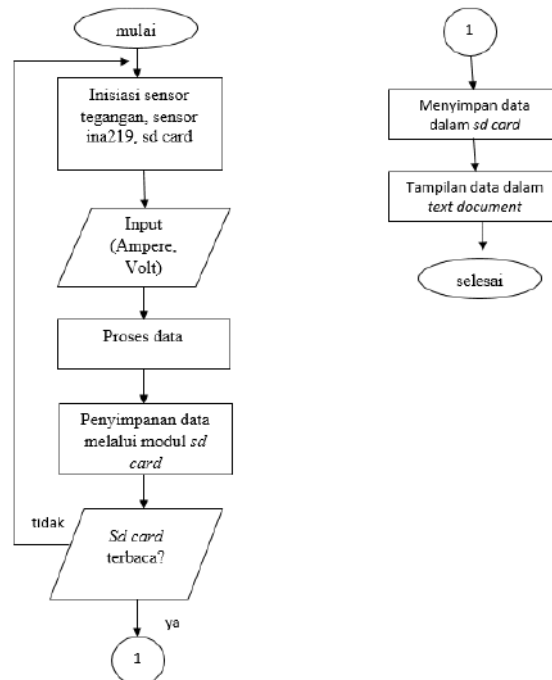 mulai
Inisiasi sensor
tegangan, sensor
ina219, sd card
Input
(Ampere,
Volt)
Proses data
Penyimpanan data
melalui modul sd
card
tidak
Sd card
terbaca?
ya
1
1
Menyimpan data
dalam sd card
Tampilan data dalam
text document
selesai